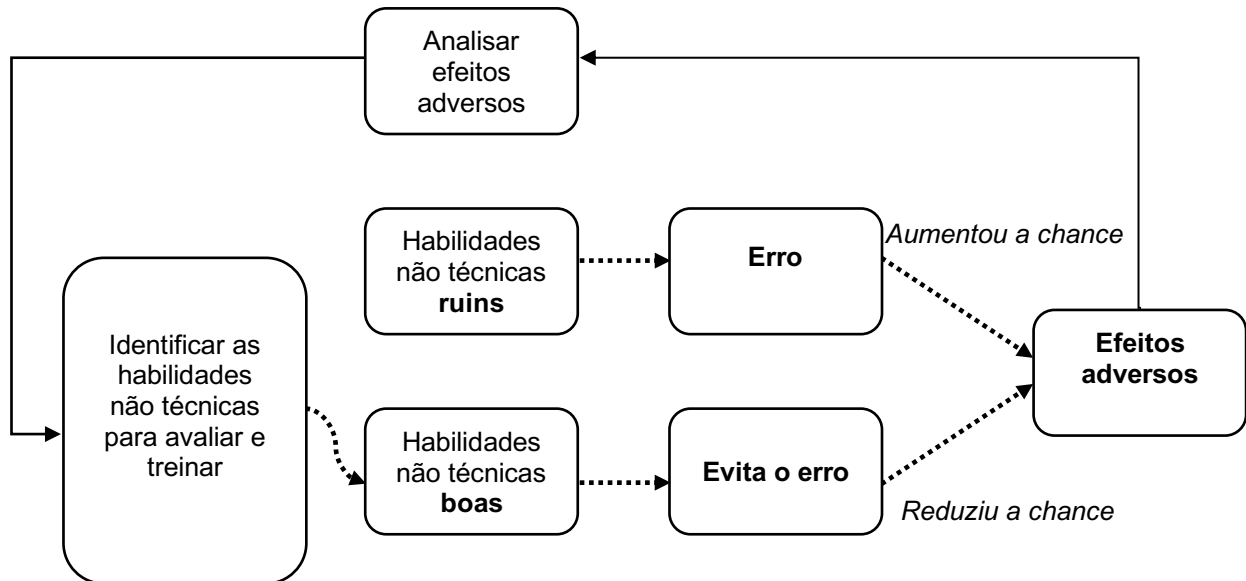 Analisar
efeitos
adversos
Habilidades
não técnicas
ruins
Erro
Aumentou a chance
Identificar as
habilidades
não técnicas
para avaliar e
treinar
Habilidades
não técnicas
boas
Evita o erro
Reduziu a chance
Efeitos
adversos